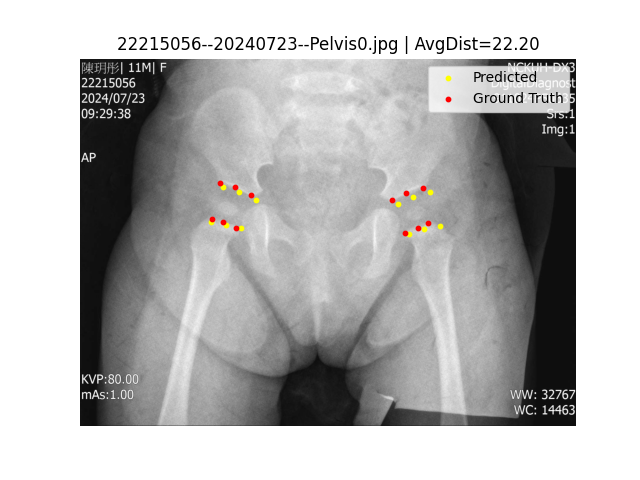 22215056--20240723--Pelvis0.jpg | AvgDist=22.20
陳玥彤| 11M| F
22215056
2024/07/23
09:29:38
AP
NCKUH-DX3
DigitalDiagnost
Srs:1
Img:1
Predicted
Ground Truth
KVP:80.00
mAs:1.00
WW: 32767
WC: 14463